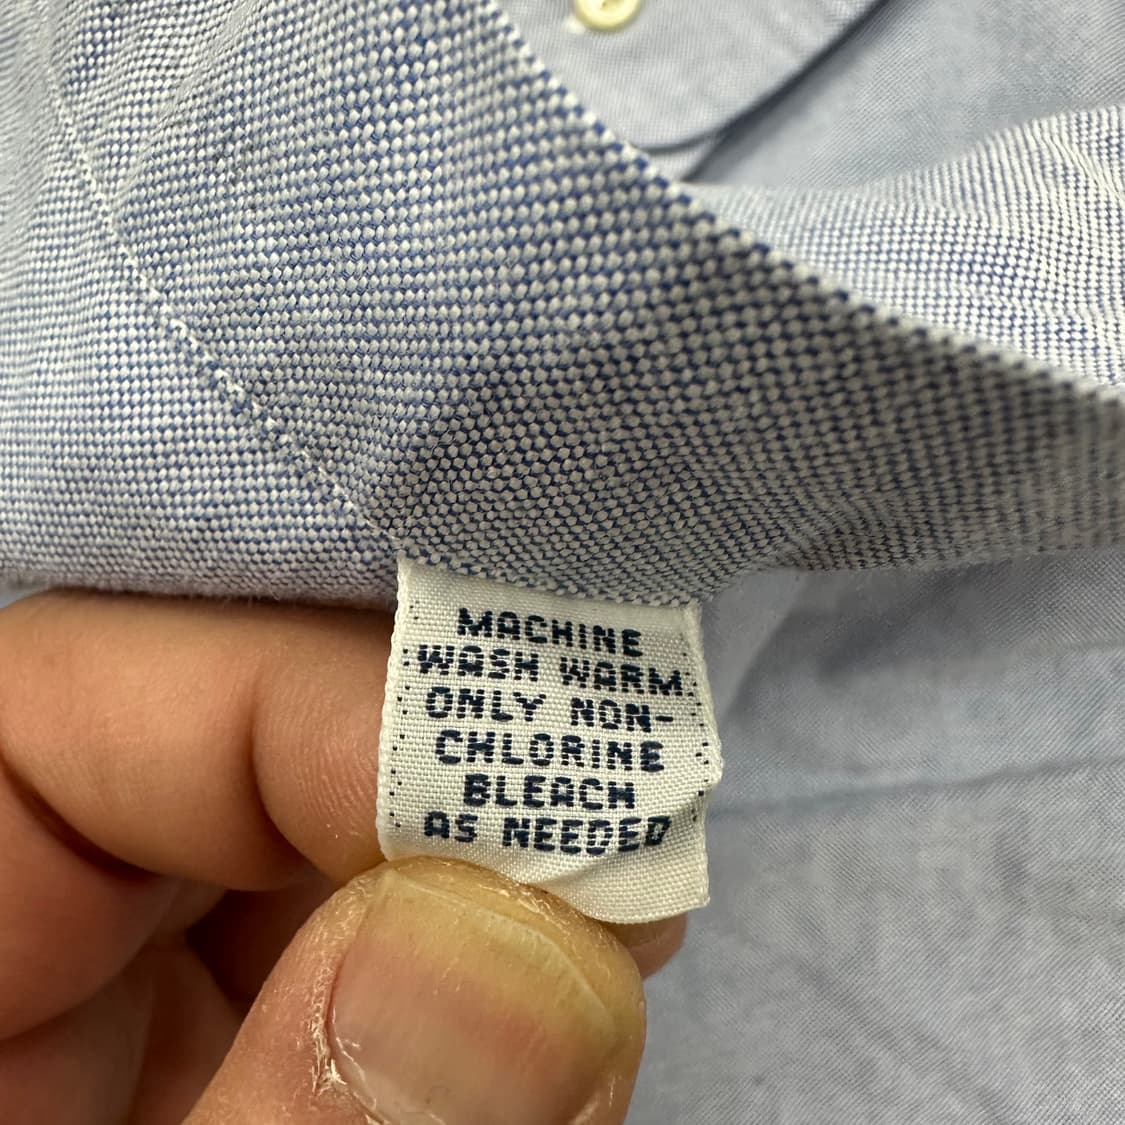 MACHINE
WASH WARM
ONLY NON-
CHLORINE
BLEACH
AS NEEDED